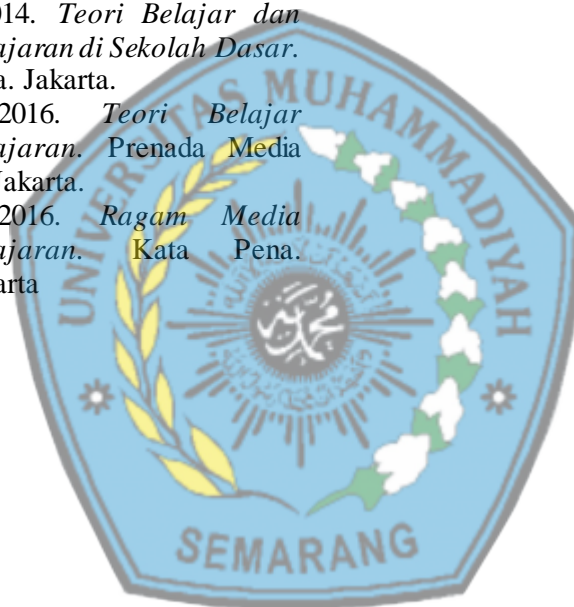 014. Teori Belajar dan
ajaran di Sekolah Dasar.
a. Jakarta.
2016. Teori Belajar
ajaran. Prenada Media
Jakarta.
2016. Ragam Media
ajaran. Kata Pena.
arta
UNIVERSITAS MUHAMMADIYAH
SEMARANG